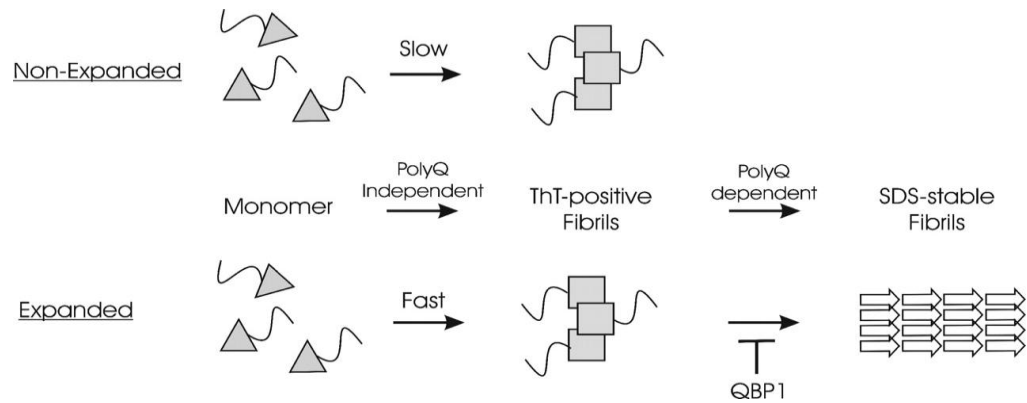 Slow
Non-Expanded
PolyQ
Independent
PolyQ
dependent
Monomer
ThT-positive
Fibrils
SDS-stable
Fibrils
Expanded
Fast
QBP1